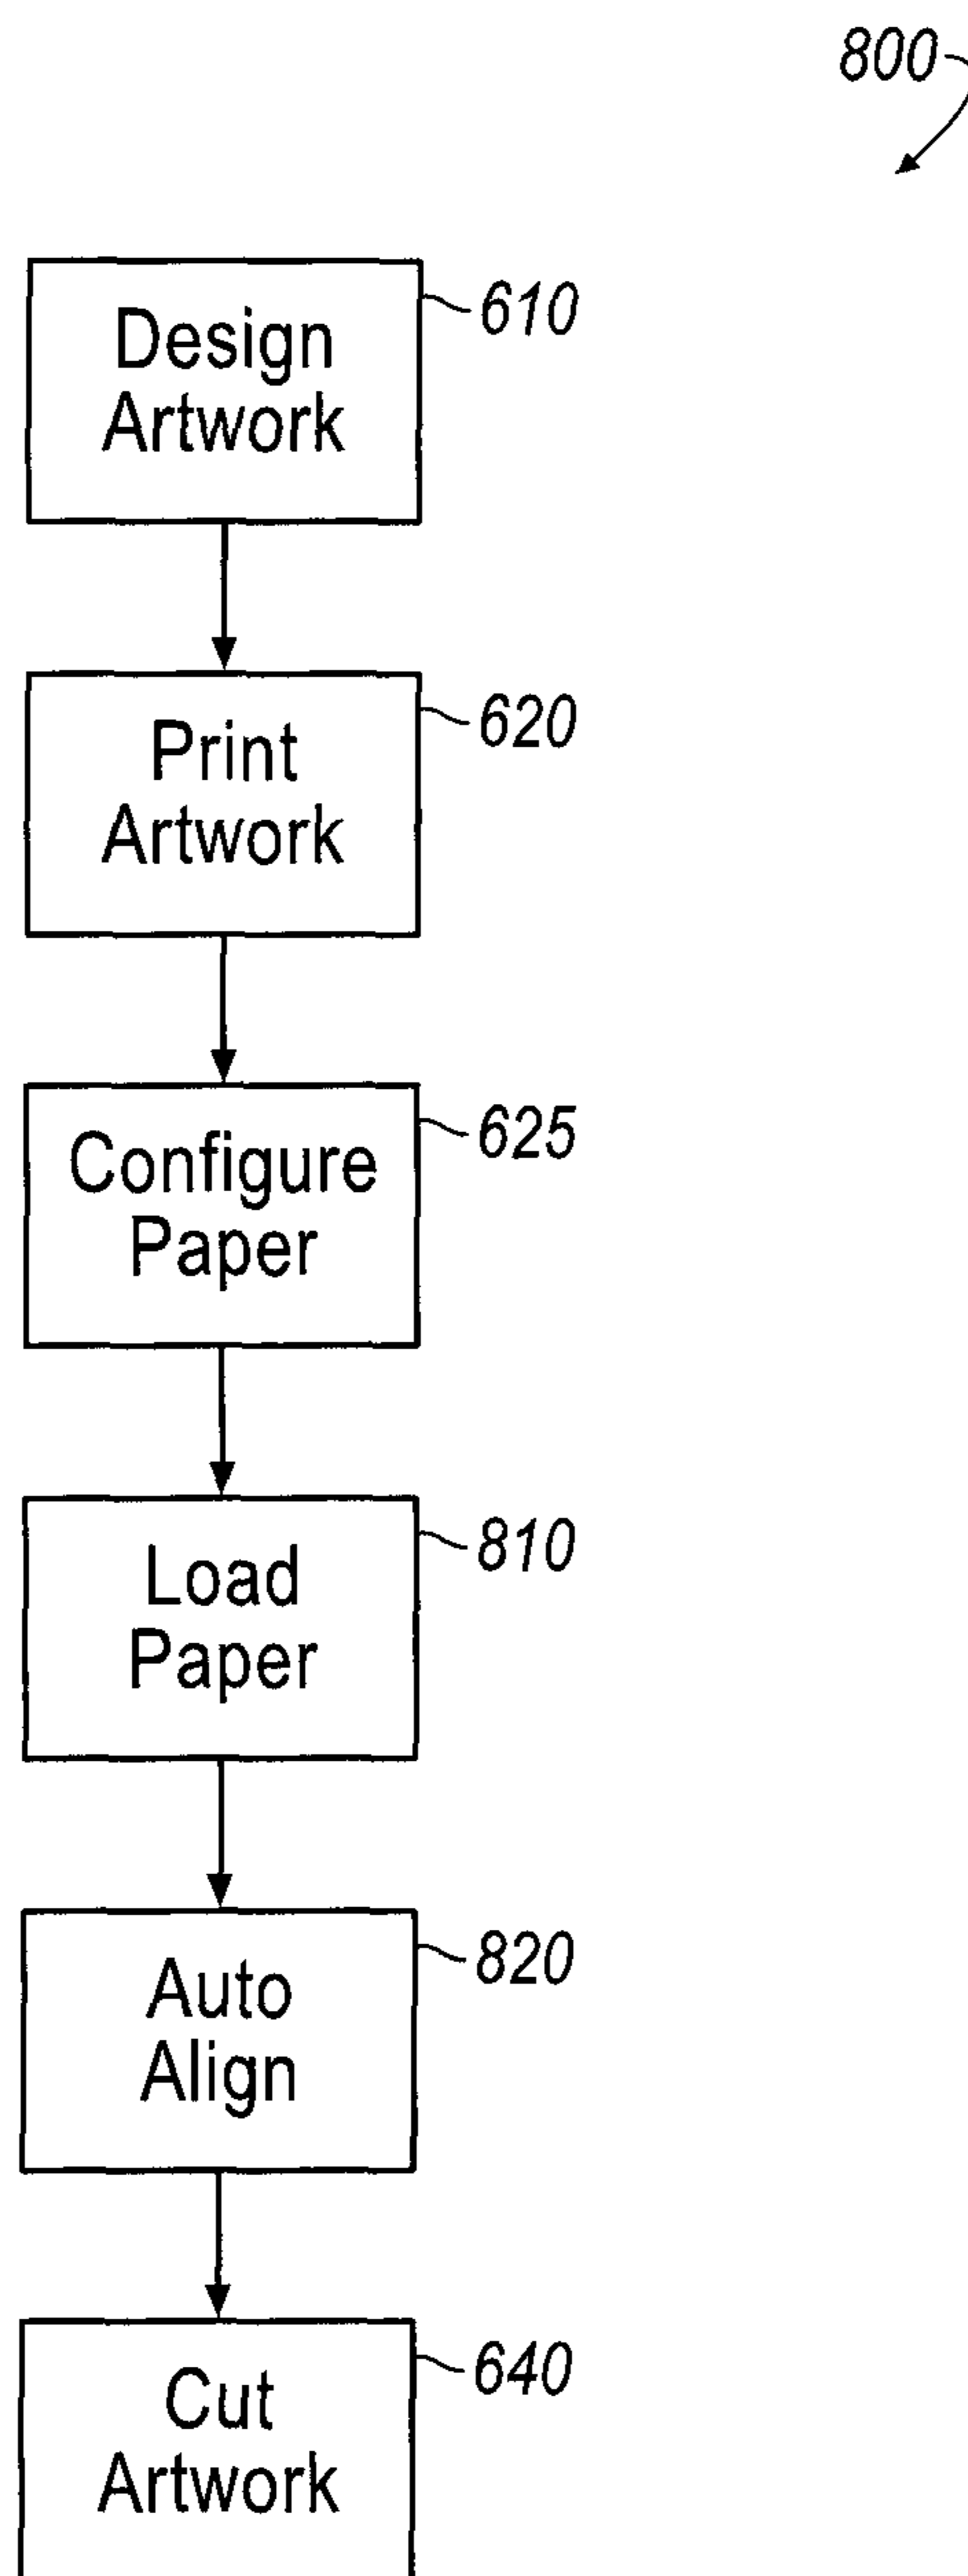 800
Design
Artwork
610
Print
Artwork
620
Configure
Paper
625
Load
Paper
810
Auto
Align
820
Cut
Artwork
640